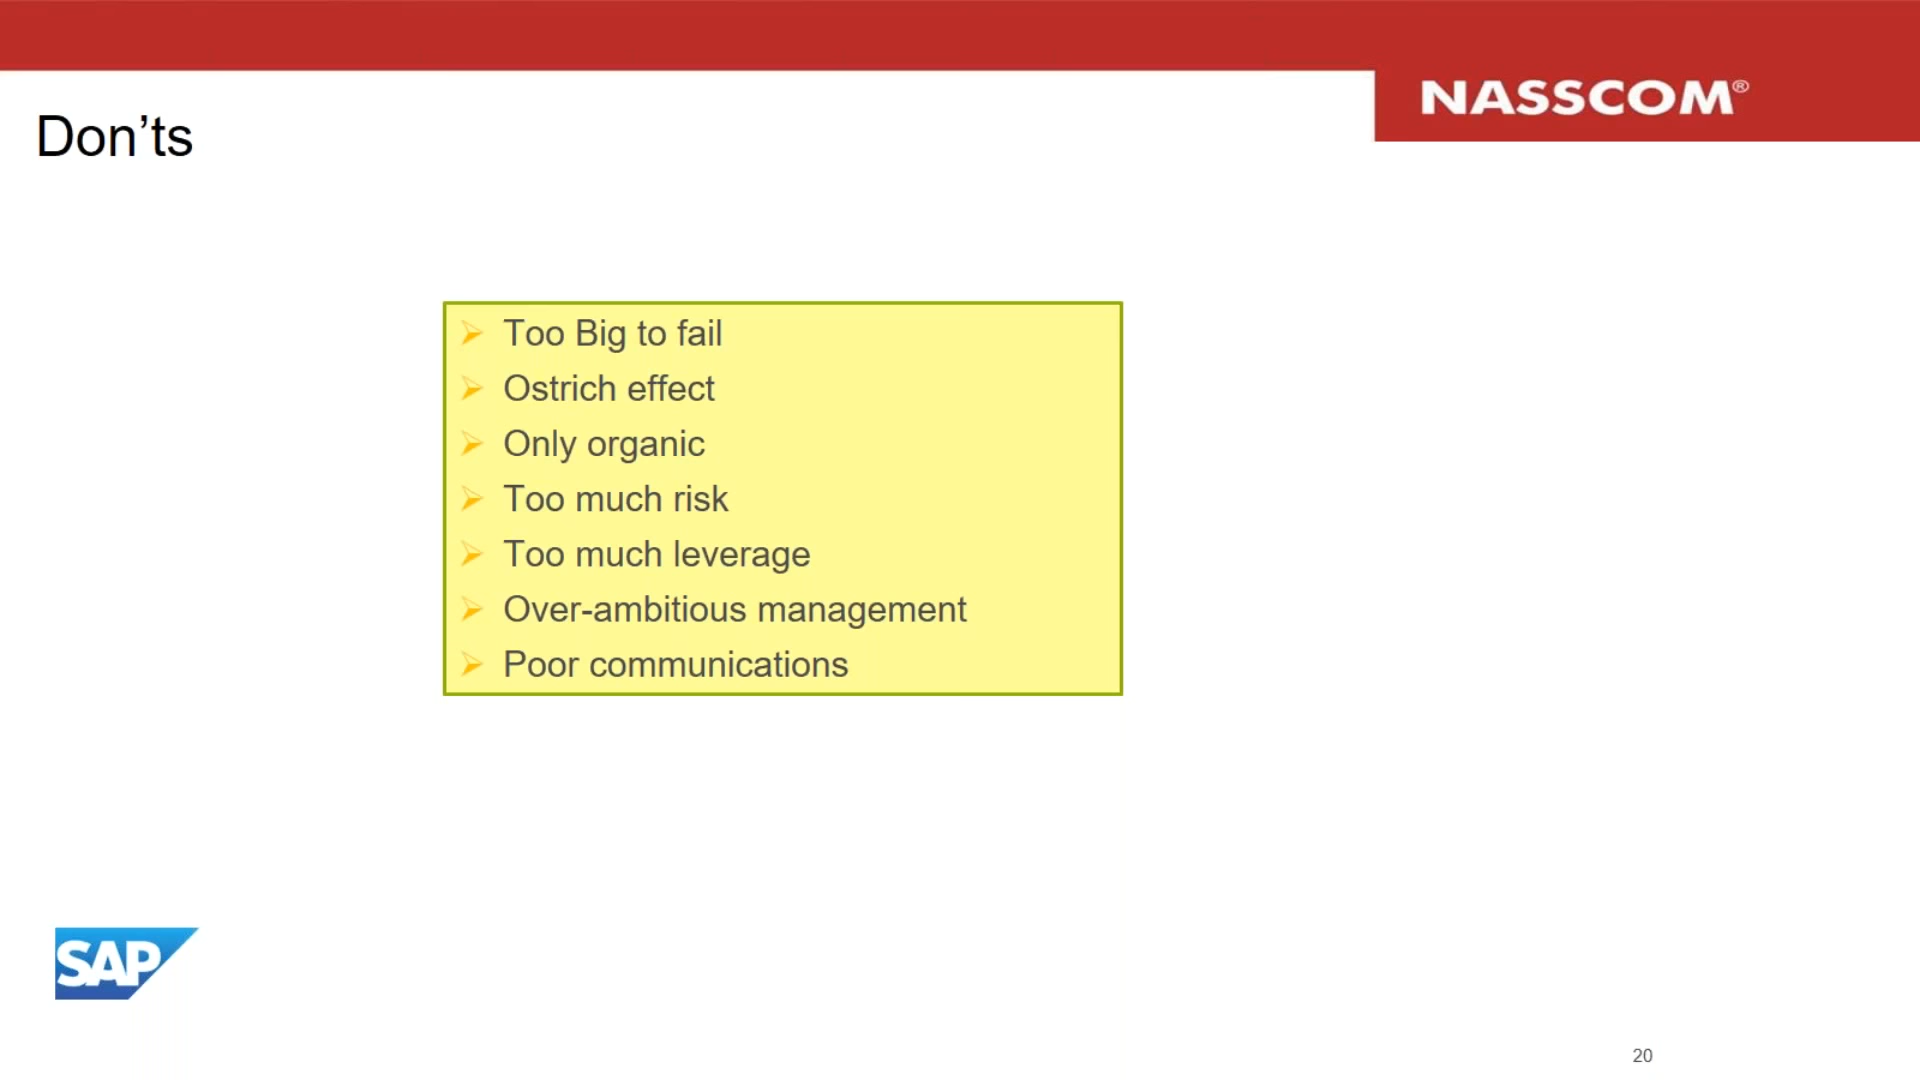 NASSCOM®
Don’ts
Too Big to fail
Ostrich effect
Only organic
Too much risk
Too much leverage
Over-ambitious management
Poor communications
SAP
20